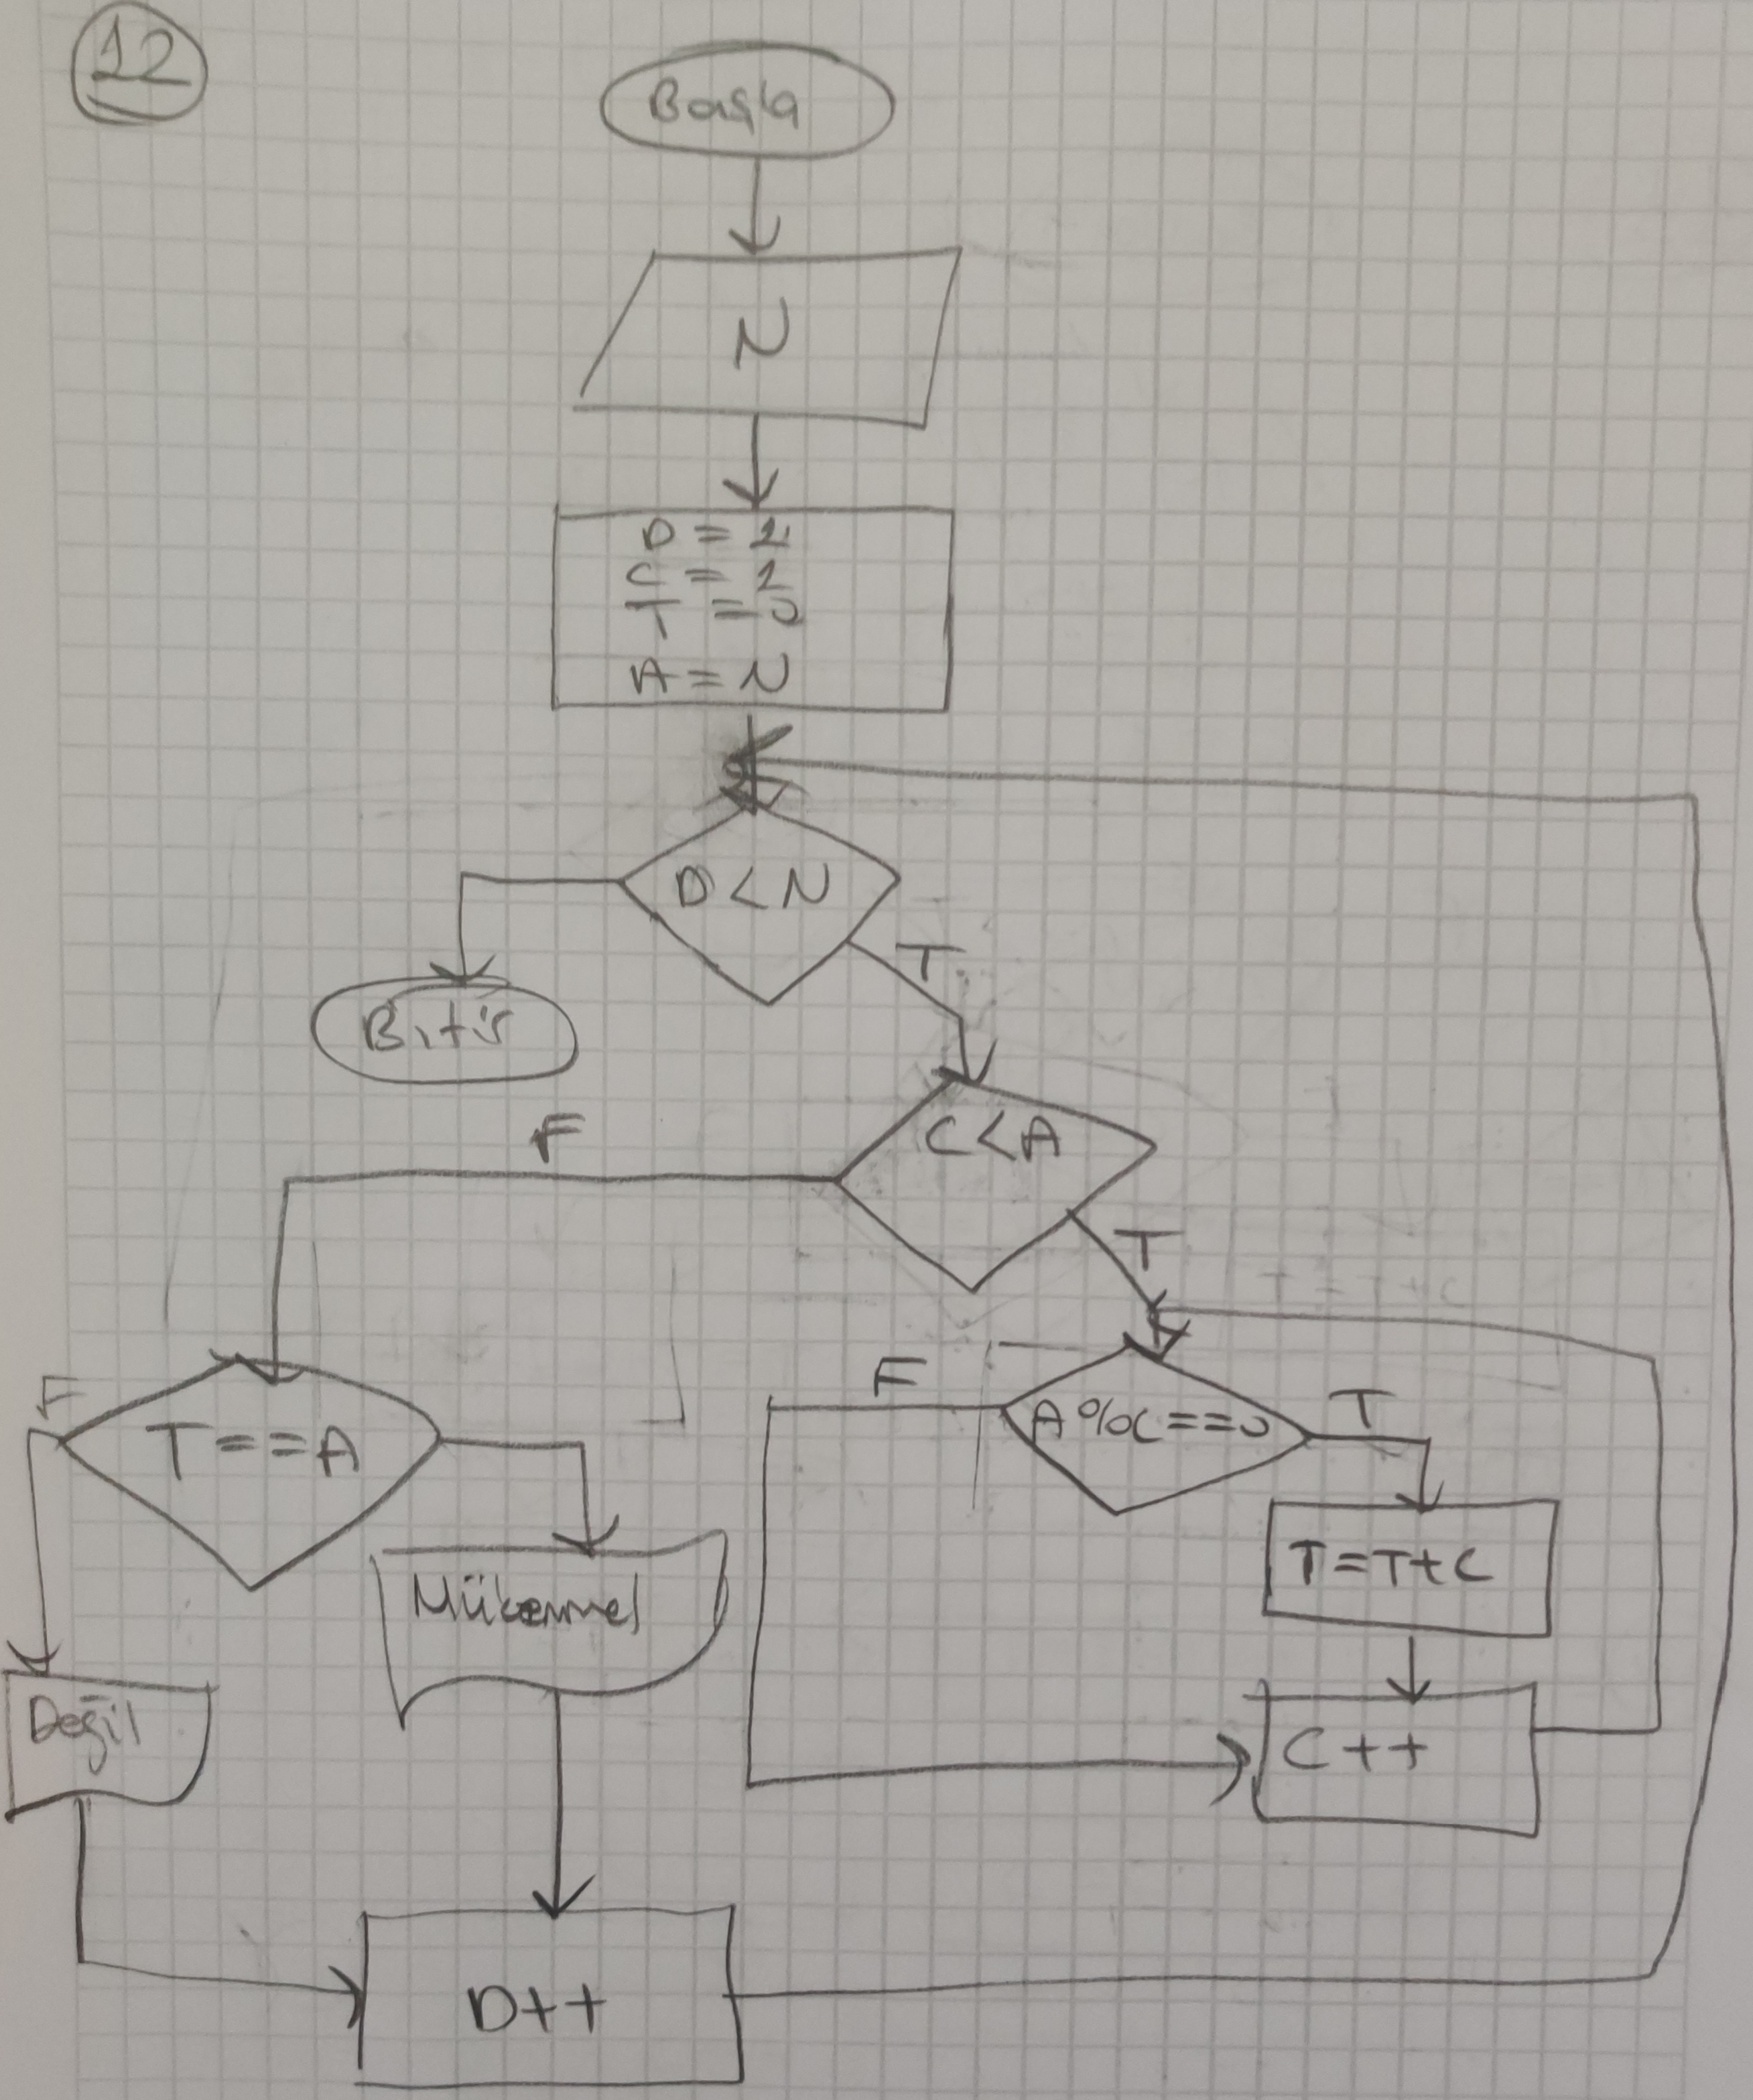 12
Başla
N
D = 1
C = 1
T = 0
A = N
D < N
T
Bitir
C < A
F
T
F
A%C==0
T
F
T==A
T=T+C
Mükemmel
Değil
C++
D++